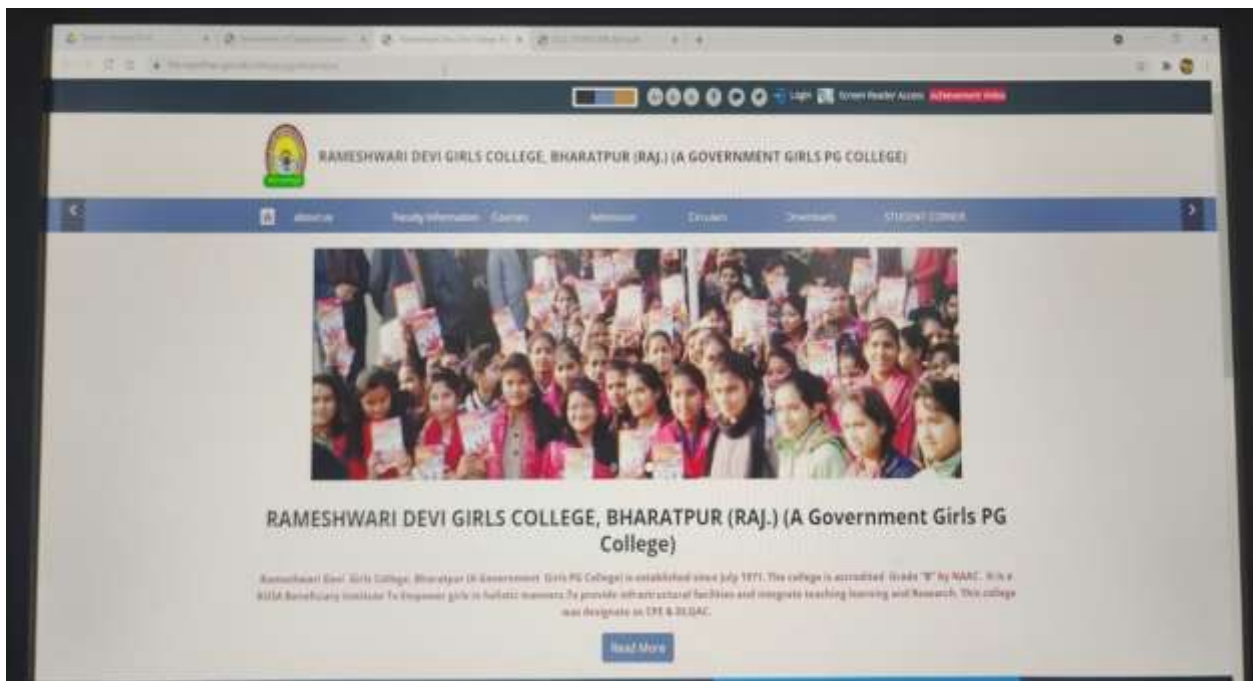 Login Screen Reader Access Achievement Video
RAMESHWARI DEVI GIRLS COLLEGE, BHARATPUR (RAJ.) (A GOVERNMENT GIRLS PG COLLEGE)
about us Faculty Information Courses Admission Circulars Downloads STUDENT CORNER
RAMESHWARI DEVI GIRLS COLLEGE, BHARATPUR (RAJ.) (A Government Girls PG
College)
Rameshwari Devi Girls College, Bharatpur (A Government Girls PG College) is established since July 1971. The college is accredited Grade "B" by NAAC. It is a
RUSA Beneficiary Institute To Empower girls in holistic manners To provide infrastructural facilities and integrate teaching learning and Research. This college
was designate as CPE & DLQAC.
Read More